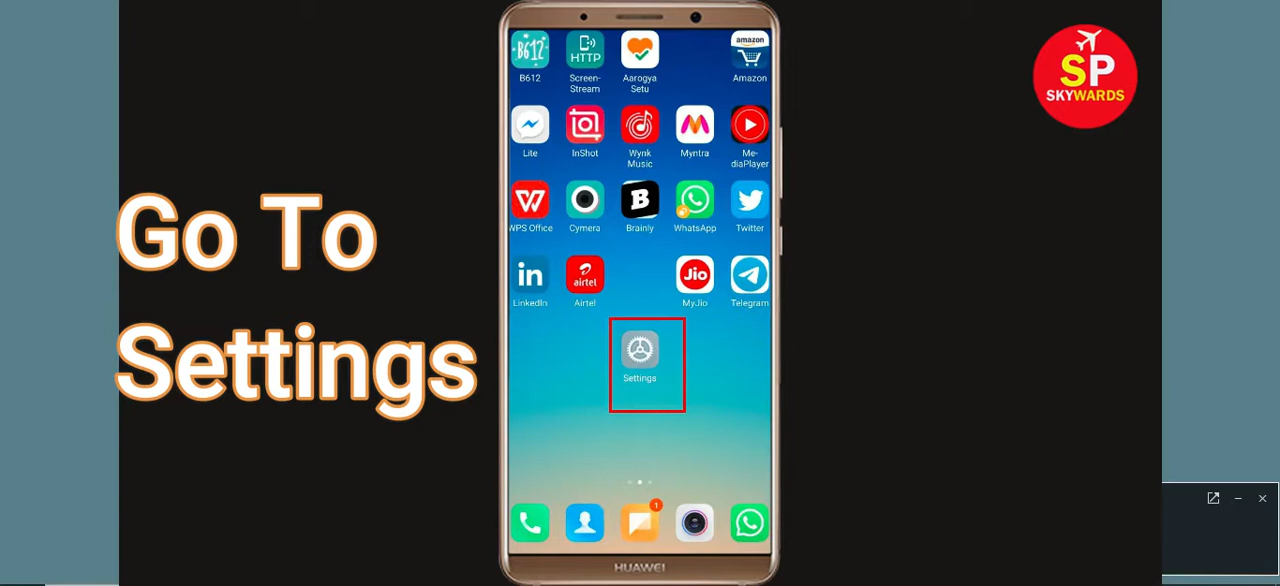 Go To
Settings
B612
HTTP
amazon
B612
Screen-
Stream
Aarogya
Setu
Amazon
Lite
InShot
Wynk
Music
Myntra
Me-
diaPlayer
W
B
WPS Office
Cymera
Brainly
WhatsApp
Twitter
in
airtel
Jio
LinkedIn
Airtel
MyJio
Telegram
Settings
1
HUAWEI
SP
SKYWARDS